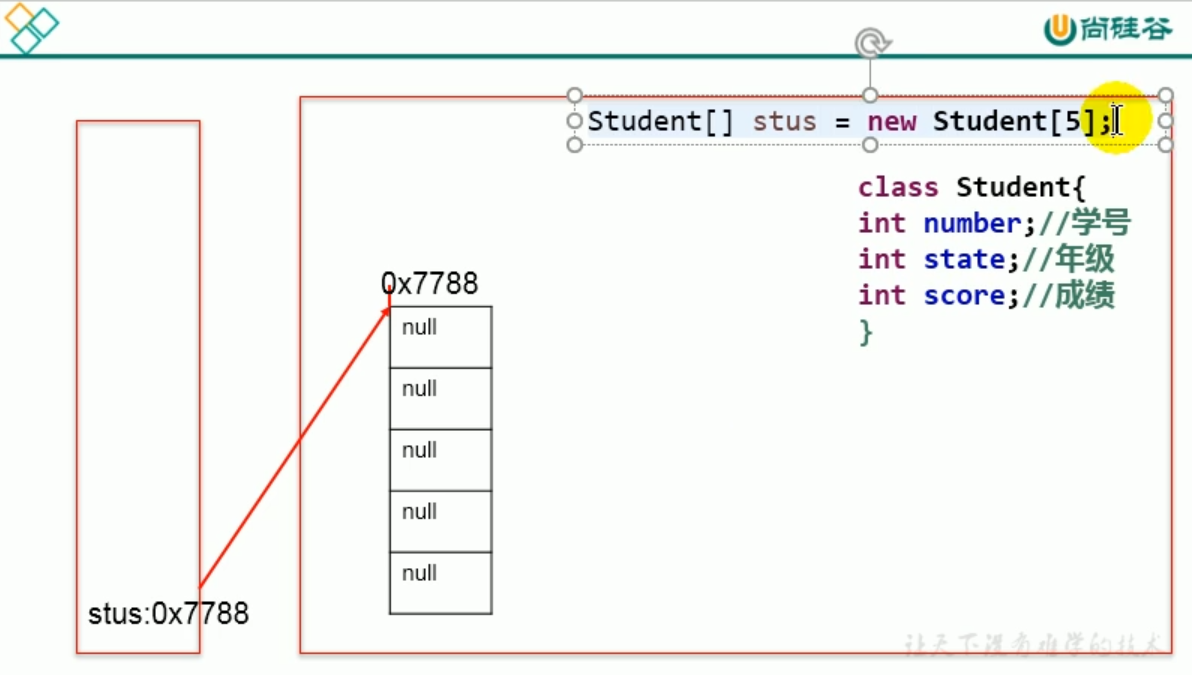 尚硅谷
Student[] stus = new Student[5];
class Student{
int number;//学号
int state;//年级
int score;//成绩
}
0x7788
null
null
null
null
null
stus:0x7788
让天下没有难学的技术